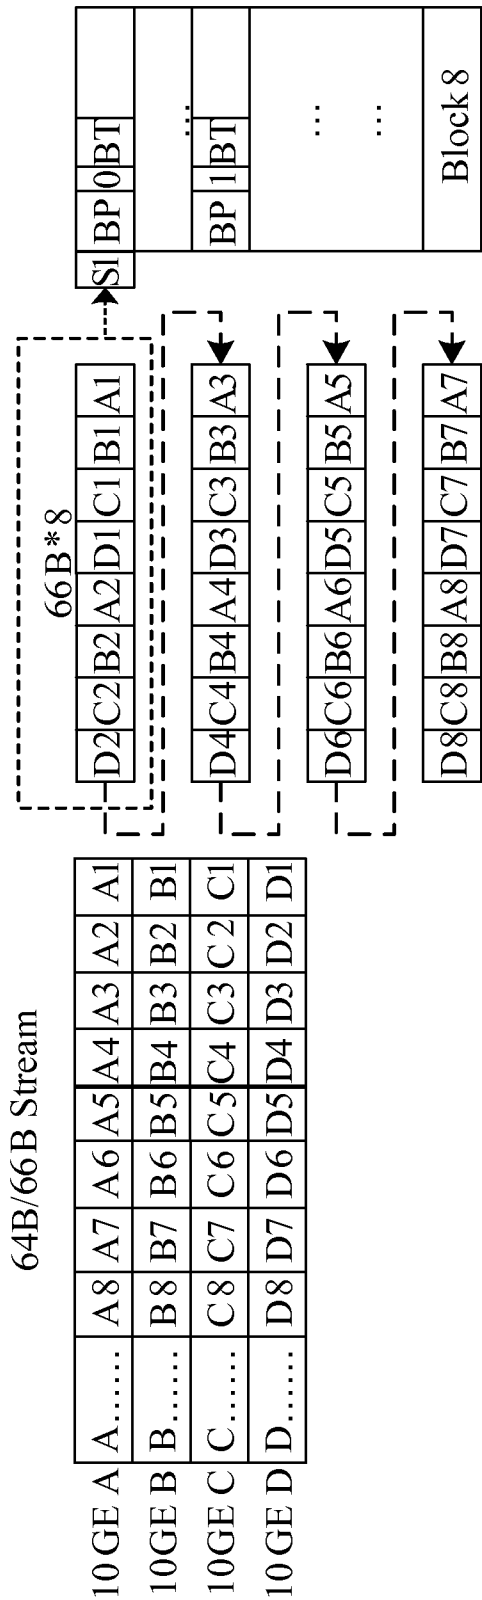 64B/66B Stream
66B*8
10 GE A A...... A8 A7 A6 A5 A4 A3 A2 A1 D2 C2 B2 A2 D1 C1 B1 A1 S1 BP 0 BT
10GE B B...... B8 B7 B6 B5 B4 B3 B2 B1 ...
10GE C C...... C8 C7 C6 C5 C4 C3 C2 C1 D4 C4 B4 A4 D3 C3 B3 A3 BP 1 BT
10 GE D D...... D8 D7 D6 D5 D4 D3 D2 D1
D6 C6 B6 A6 D5 C5 B5 A5 ...
...
D8 C8 B8 A8 D7 C7 B7 A7 Block 8